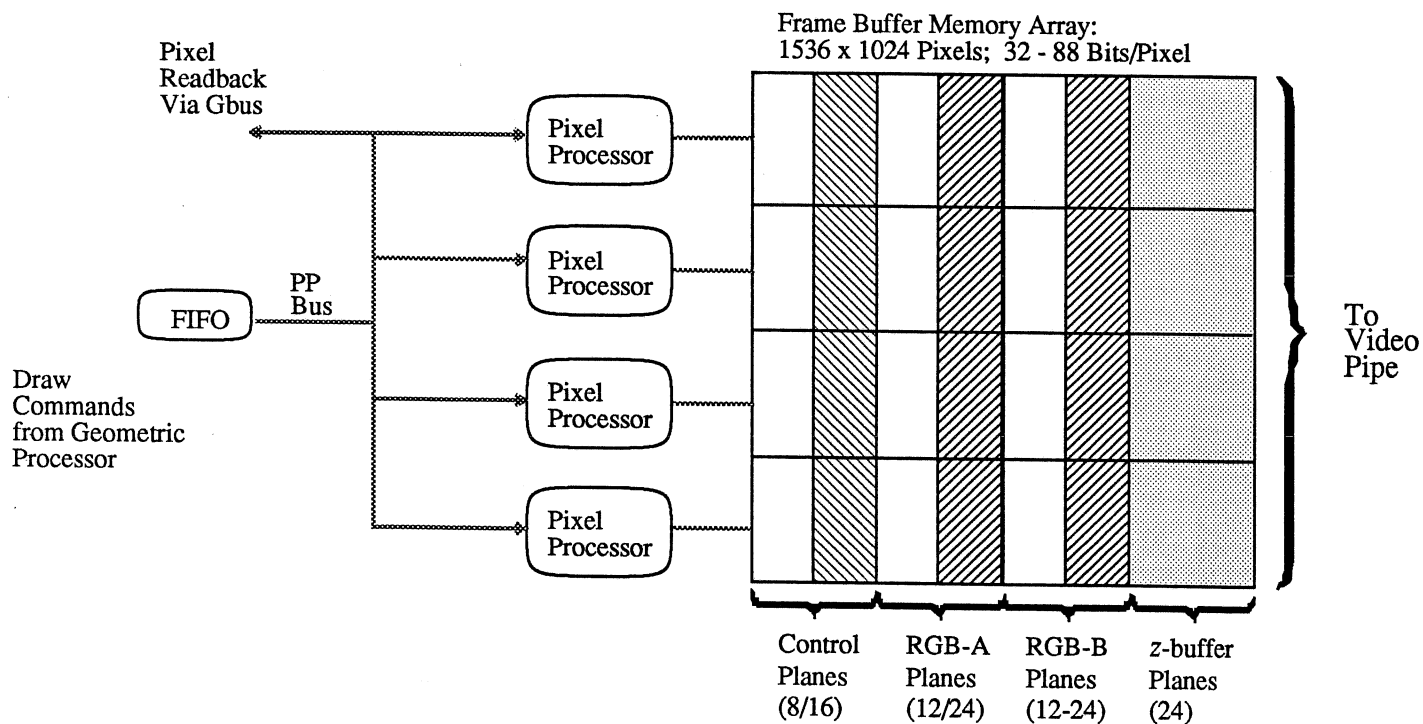 Frame Buffer Memory Array:
1536 x 1024 Pixels; 32 - 88 Bits/Pixel
Pixel
Readback
Via Gbus
Pixel
Processor
Pixel
Processor
PP
Bus
FIFO
To
Video
Pipe
Draw
Commands
from Geometric
Processor
Pixel
Processor
Pixel
Processor
Control
Planes
(8/16)
RGB-A
Planes
(12/24)
RGB-B
Planes
(12-24)
z-buffer
Planes
(24)